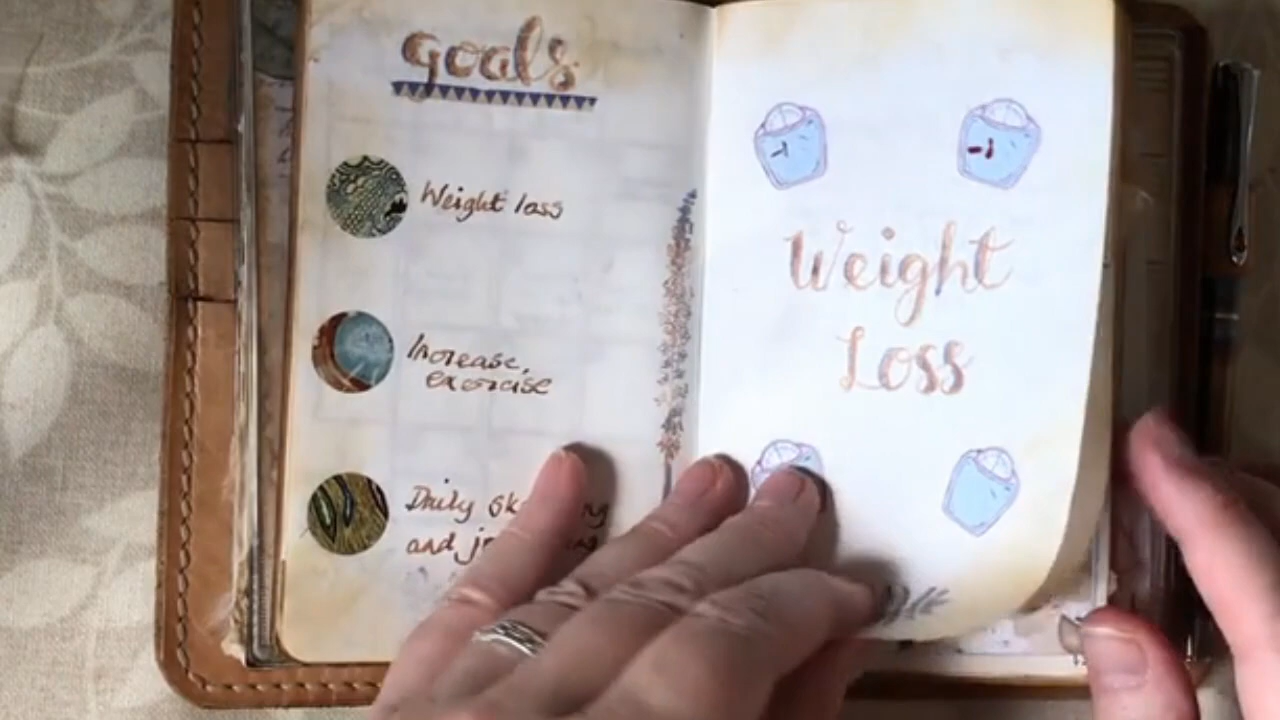 goals
Weight loss
Increase
exercise
Daily
and
Weight
Loss